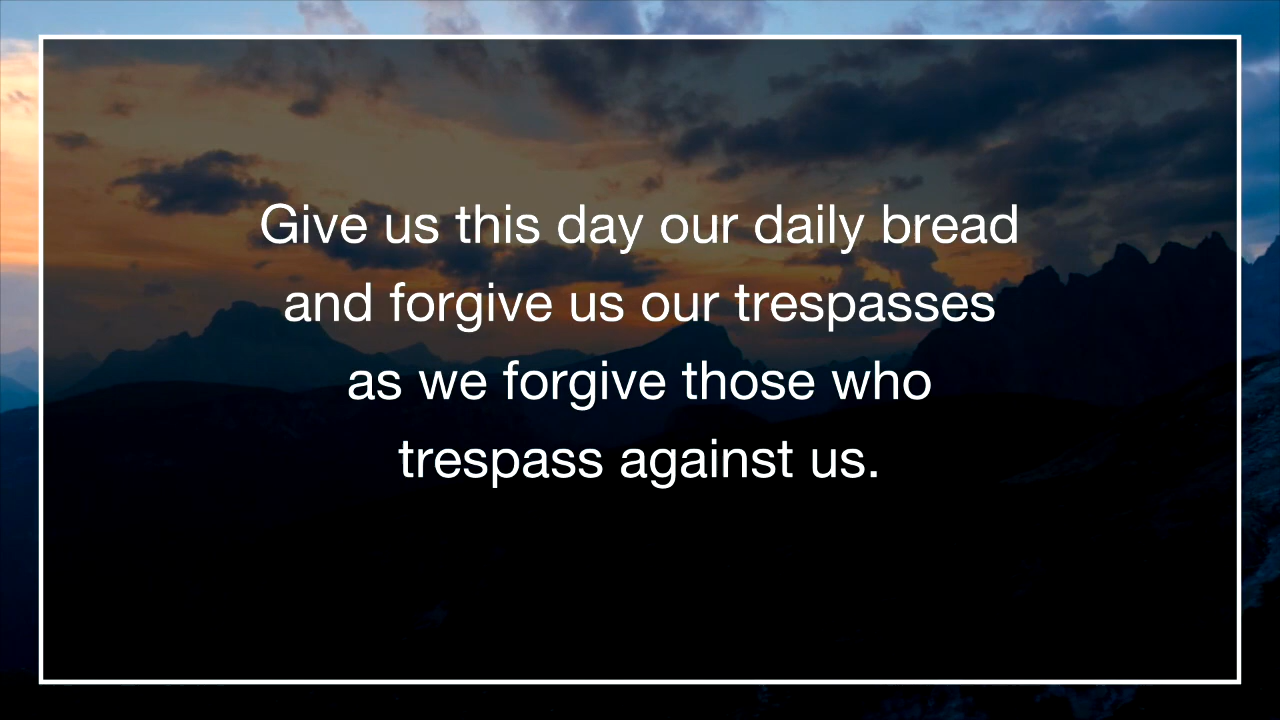 Give us this day our daily bread
and forgive us our trespasses
as we forgive those who
trespass against us.